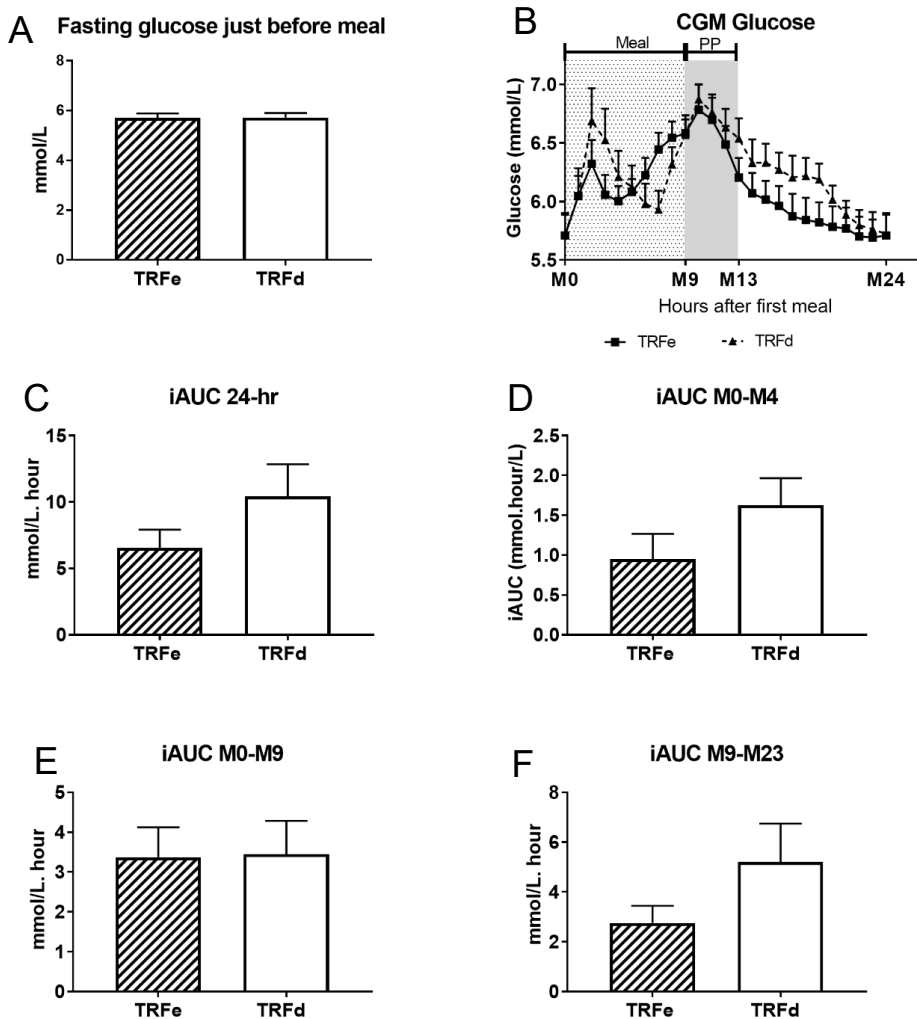 A
Fasting glucose just before meal
mmol/L
8
6
4
2
0
TRFe
TRFd
B
CGM Glucose
Meal
PP
Glucose (mmol/L)
7.0
6.5
6.0
5.5
M0
M9
M13
M24
Hours after first meal
TRFe
TRFd
C
iAUC 24-hr
mmol/L. hour
15
10
5
0
TRFe
TRFd
D
iAUC M0-M4
iAUC (mmol.hour/L)
2.5
2.0
1.5
1.0
0.5
0.0
TRFe
TRFd
E
iAUC M0-M9
mmol/L. hour
5
4
3
2
1
0
TRFe
TRFd
F
iAUC M9-M23
mmol/L. hour
8
6
4
2
0
TRFe
TRFd